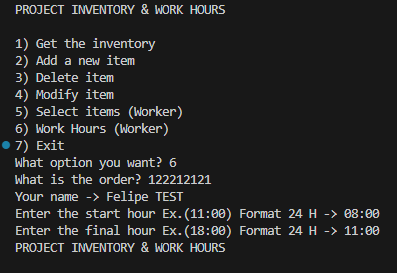 PROJECT INVENTORY & WORK HOURS
1) Get the inventory
2) Add a new item
3) Delete item
4) Modify item
5) Select items (Worker)
6) Work Hours (Worker)
7) Exit
What option you want? 6
What is the order? 122212121
Your name -> Felipe TEST
Enter the start hour Ex.(11:00) Format 24 H -> 08:00
Enter the final hour Ex.(18:00) Format 24 H -> 11:00
PROJECT INVENTORY & WORK HOURS